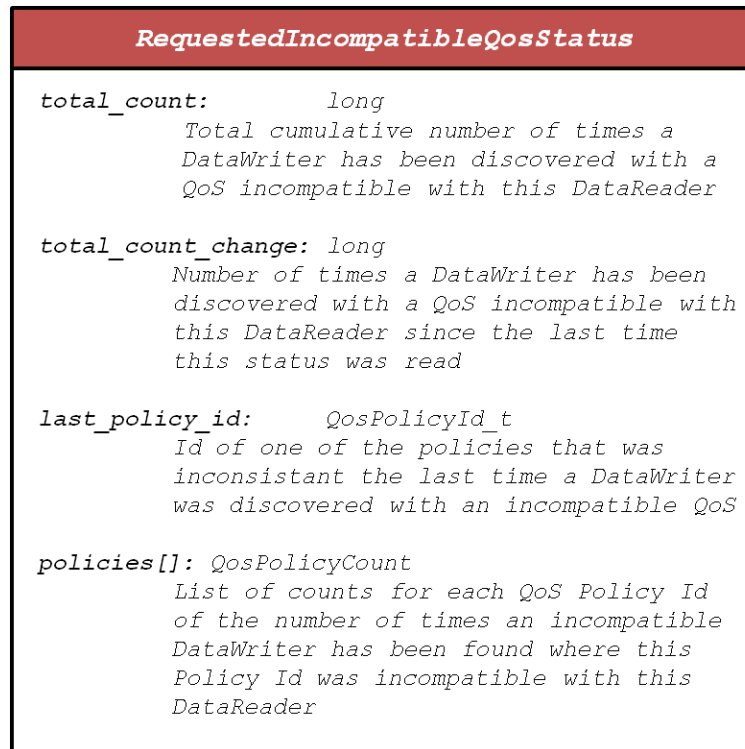 RequestedIncompatibleQosStatus
total_count: long
Total cumulative number of times a
DataWriter has been discovered with a
QoS incompatible with this DataReader
total_count_change: long
Number of times a DataWriter has been
discovered with a QoS incompatible with
this DataReader since the last time
this status was read
last_policy_id: QosPolicyId_t
Id of one of the policies that was
inconsistant the last time a DataWriter
was discovered with an incompatible QoS
policies[]: QosPolicyCount
List of counts for each QoS Policy Id
of the number of times an incompatible
DataWriter has been found where this
Policy Id was incompatible with this
DataReader